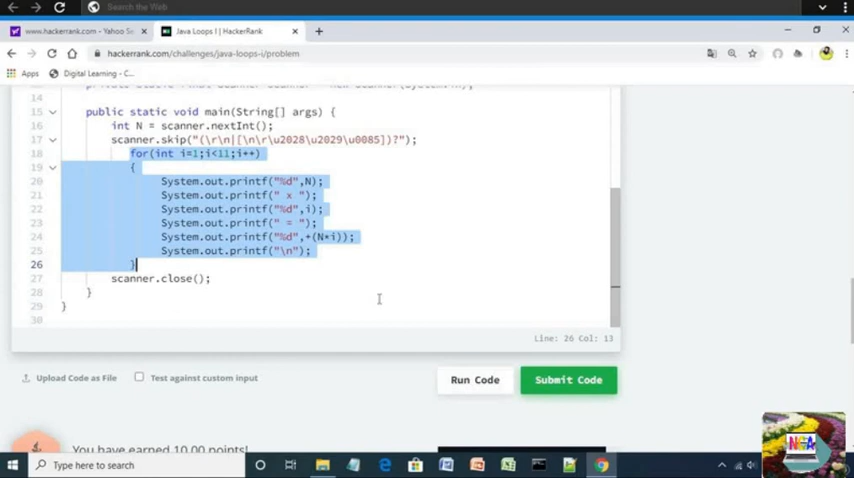 Search the Web
www.hackerrank.com - Yahoo Se
Java Loops I | HackerRank
hackerrank.com/challenges/java-loops-i/problem
Apps
Digital Learning - C...
14
15 public static void main(String[] args) {
16 int N = scanner.nextInt();
17 scanner.skip("(\r\n|[\n\r\u2028\u2029\u0085])?");
18 for(int i=1;i<11;i++)
19 {
20 System.out.printf("%d",N);
21 System.out.printf(" x ");
22 System.out.printf("%d",i);
23 System.out.printf(" = ");
24 System.out.printf("%d",+(N*i));
25 System.out.printf("\n");
26 }
27 scanner.close();
28 }
29 }
30
Line: 26 Col: 13
Upload Code as File
Test against custom input
Run Code
Submit Code
You have earned 10.00 points!
Type here to search
NGA